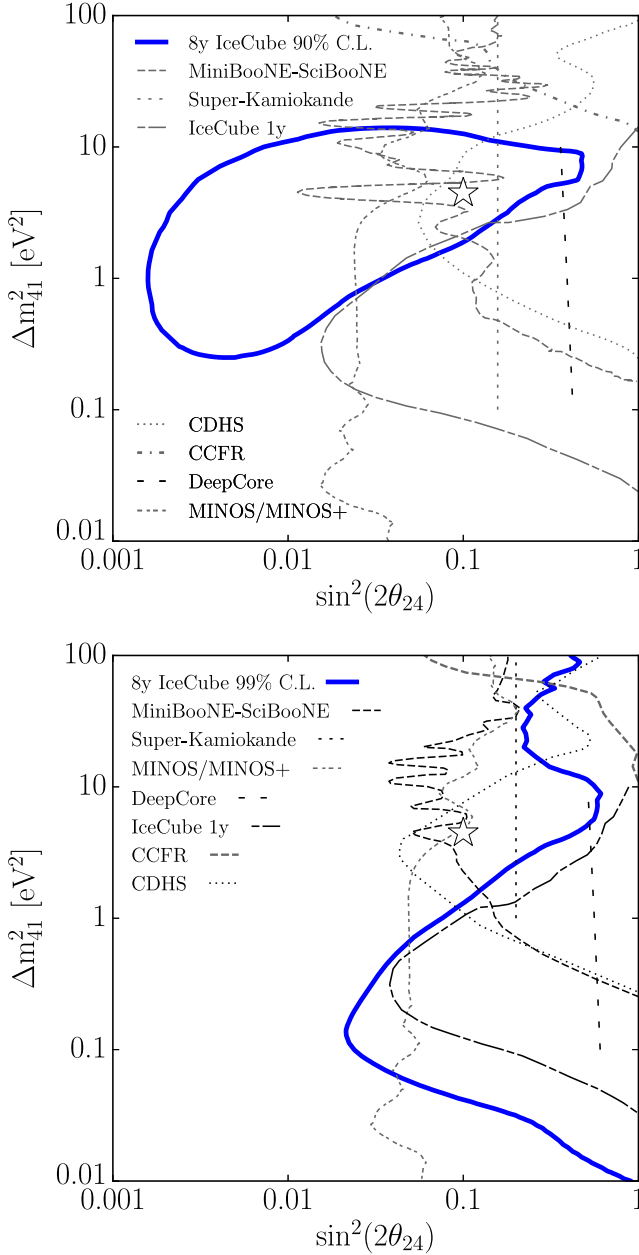 100
10
1
0.1
0.01
Δm²₄₁ [eV²]
8y IceCube 90% C.L.
MiniBooNE-SciBooNE
Super-Kamiokande
IceCube 1y
CDHS
CCFR
DeepCore
MINOS/MINOS+
0.001 0.01 0.1 1
sin²(2θ₂₄)
100
10
1
0.1
0.01
Δm²₄₁ [eV²]
8y IceCube 99% C.L.
MiniBooNE-SciBooNE
Super-Kamiokande
MINOS/MINOS+
DeepCore
IceCube 1y
CCFR
CDHS
0.001 0.01 0.1 1
sin²(2θ₂₄)